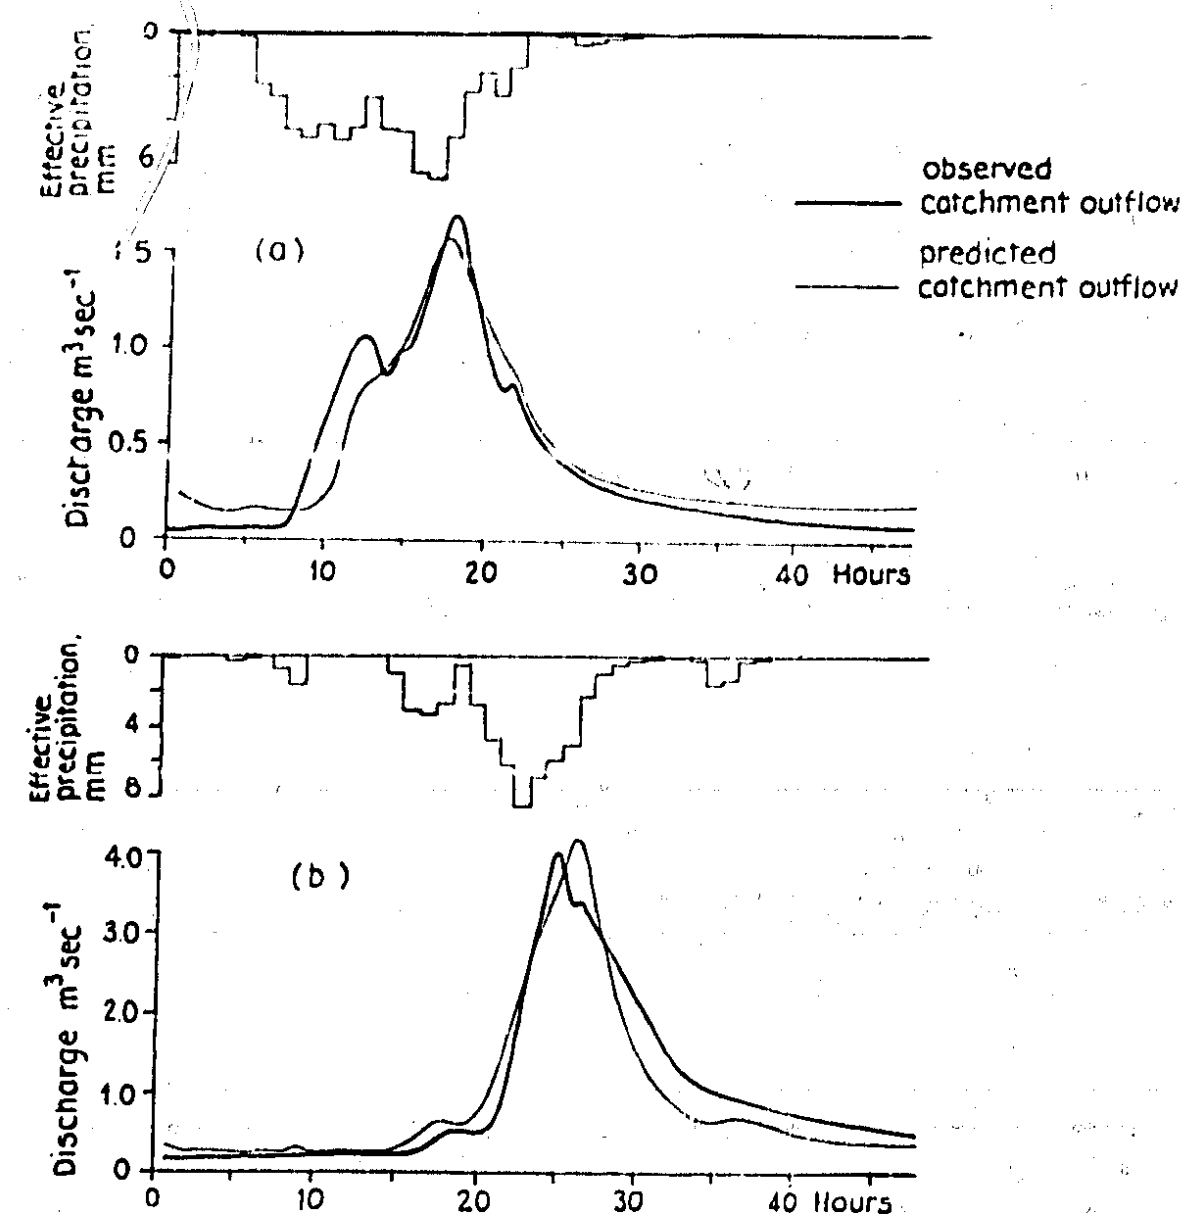 Effective
precipitation,
mm
0
6
observed
catchment outflow
predicted
catchment outflow
(a)
Discharge m³sec⁻¹
1.5
1.0
0.5
0
0 10 20 30 40 Hours
Effective
precipitation,
mm
0
4
8
(b)
Discharge m³sec⁻¹
4.0
3.0
2.0
1.0
0
0 10 20 30 40 Hours